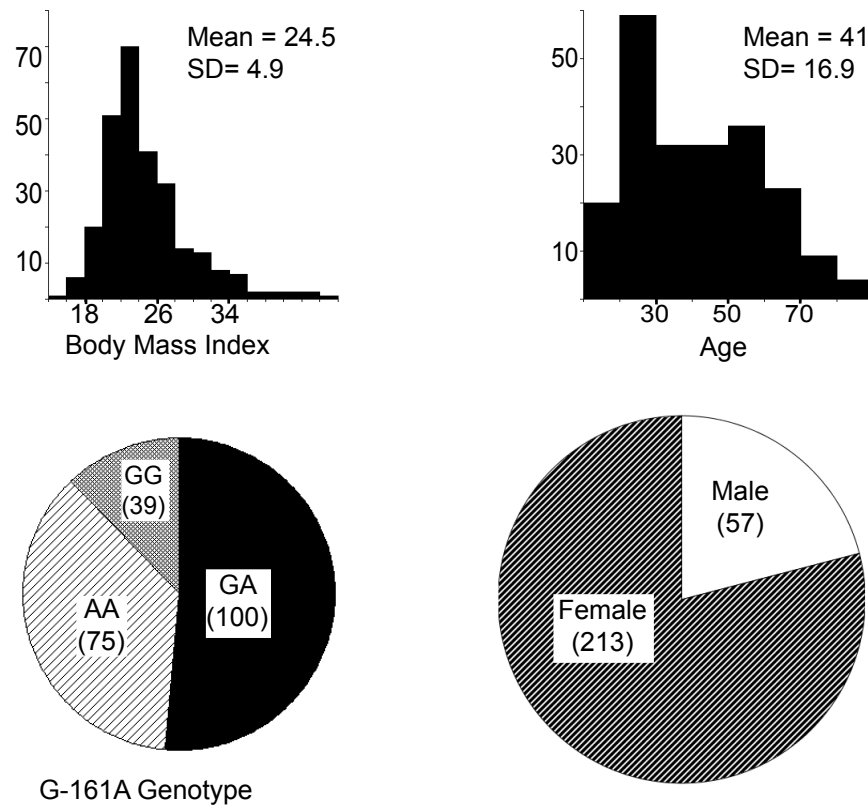 Mean = 24.5
SD= 4.9
70
50
30
10
18 26 34
Body Mass Index
Mean = 41
SD= 16.9
50
30
10
30 50 70
Age
GG
(39)
GA
(100)
AA
(75)
G-161A Genotype
Male
(57)
Female
(213)